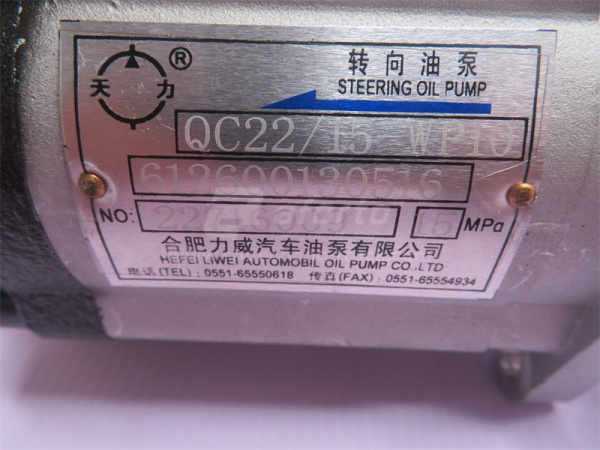 天力®
转向油泵
STEERING OIL PUMP
QC22/15 WP10
612600130516
NO:
15 MPa
合肥力威汽车油泵有限公司
HEFEI LIWEI AUTOMOBIL OIL PUMP CO.,LTD
电话(TEL):0551-65550618 传真(FAX):0551-65554934